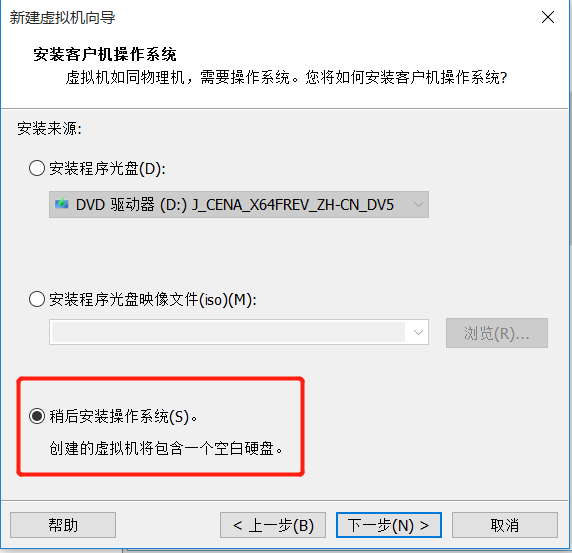 新建虚拟机向导
安装客户机操作系统
虚拟机如同物理机，需要操作系统。您将如何安装客户机操作系统?
安装来源:
安装程序光盘(D):
DVD 驱动器 (D:) J_CENA_X64FREV_ZH-CN_DV5
安装程序光盘映像文件(iso)(M):
浏览(R)...
稍后安装操作系统(S)。
创建的虚拟机将包含一个空白硬盘。
帮助
< 上一步(B)
下一步(N) >
取消